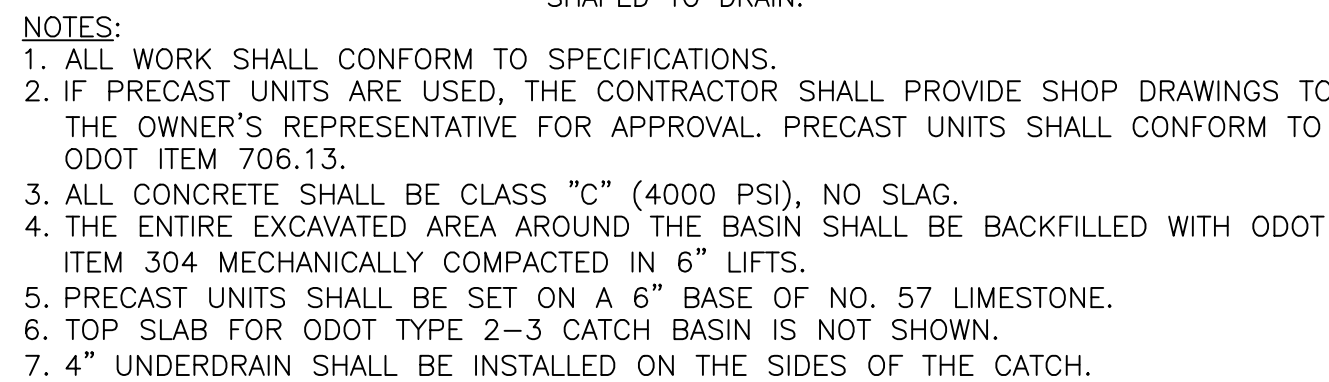 SHAPED TO DRAIN.
NOTES:
1. ALL WORK SHALL CONFORM TO SPECIFICATIONS.
2. IF PRECAST UNITS ARE USED, THE CONTRACTOR SHALL PROVIDE SHOP DRAWINGS TO
THE OWNER'S REPRESENTATIVE FOR APPROVAL. PRECAST UNITS SHALL CONFORM TO
ODOT ITEM 706.13.
3. ALL CONCRETE SHALL BE CLASS "C" (4000 PSI), NO SLAG.
4. THE ENTIRE EXCAVATED AREA AROUND THE BASIN SHALL BE BACKFILLED WITH ODOT
ITEM 304 MECHANICALLY COMPACTED IN 6" LIFTS.
5. PRECAST UNITS SHALL BE SET ON A 6" BASE OF NO. 57 LIMESTONE.
6. TOP SLAB FOR ODOT TYPE 2-3 CATCH BASIN IS NOT SHOWN.
7. 4" UNDERDRAIN SHALL BE INSTALLED ON THE SIDES OF THE CATCH.